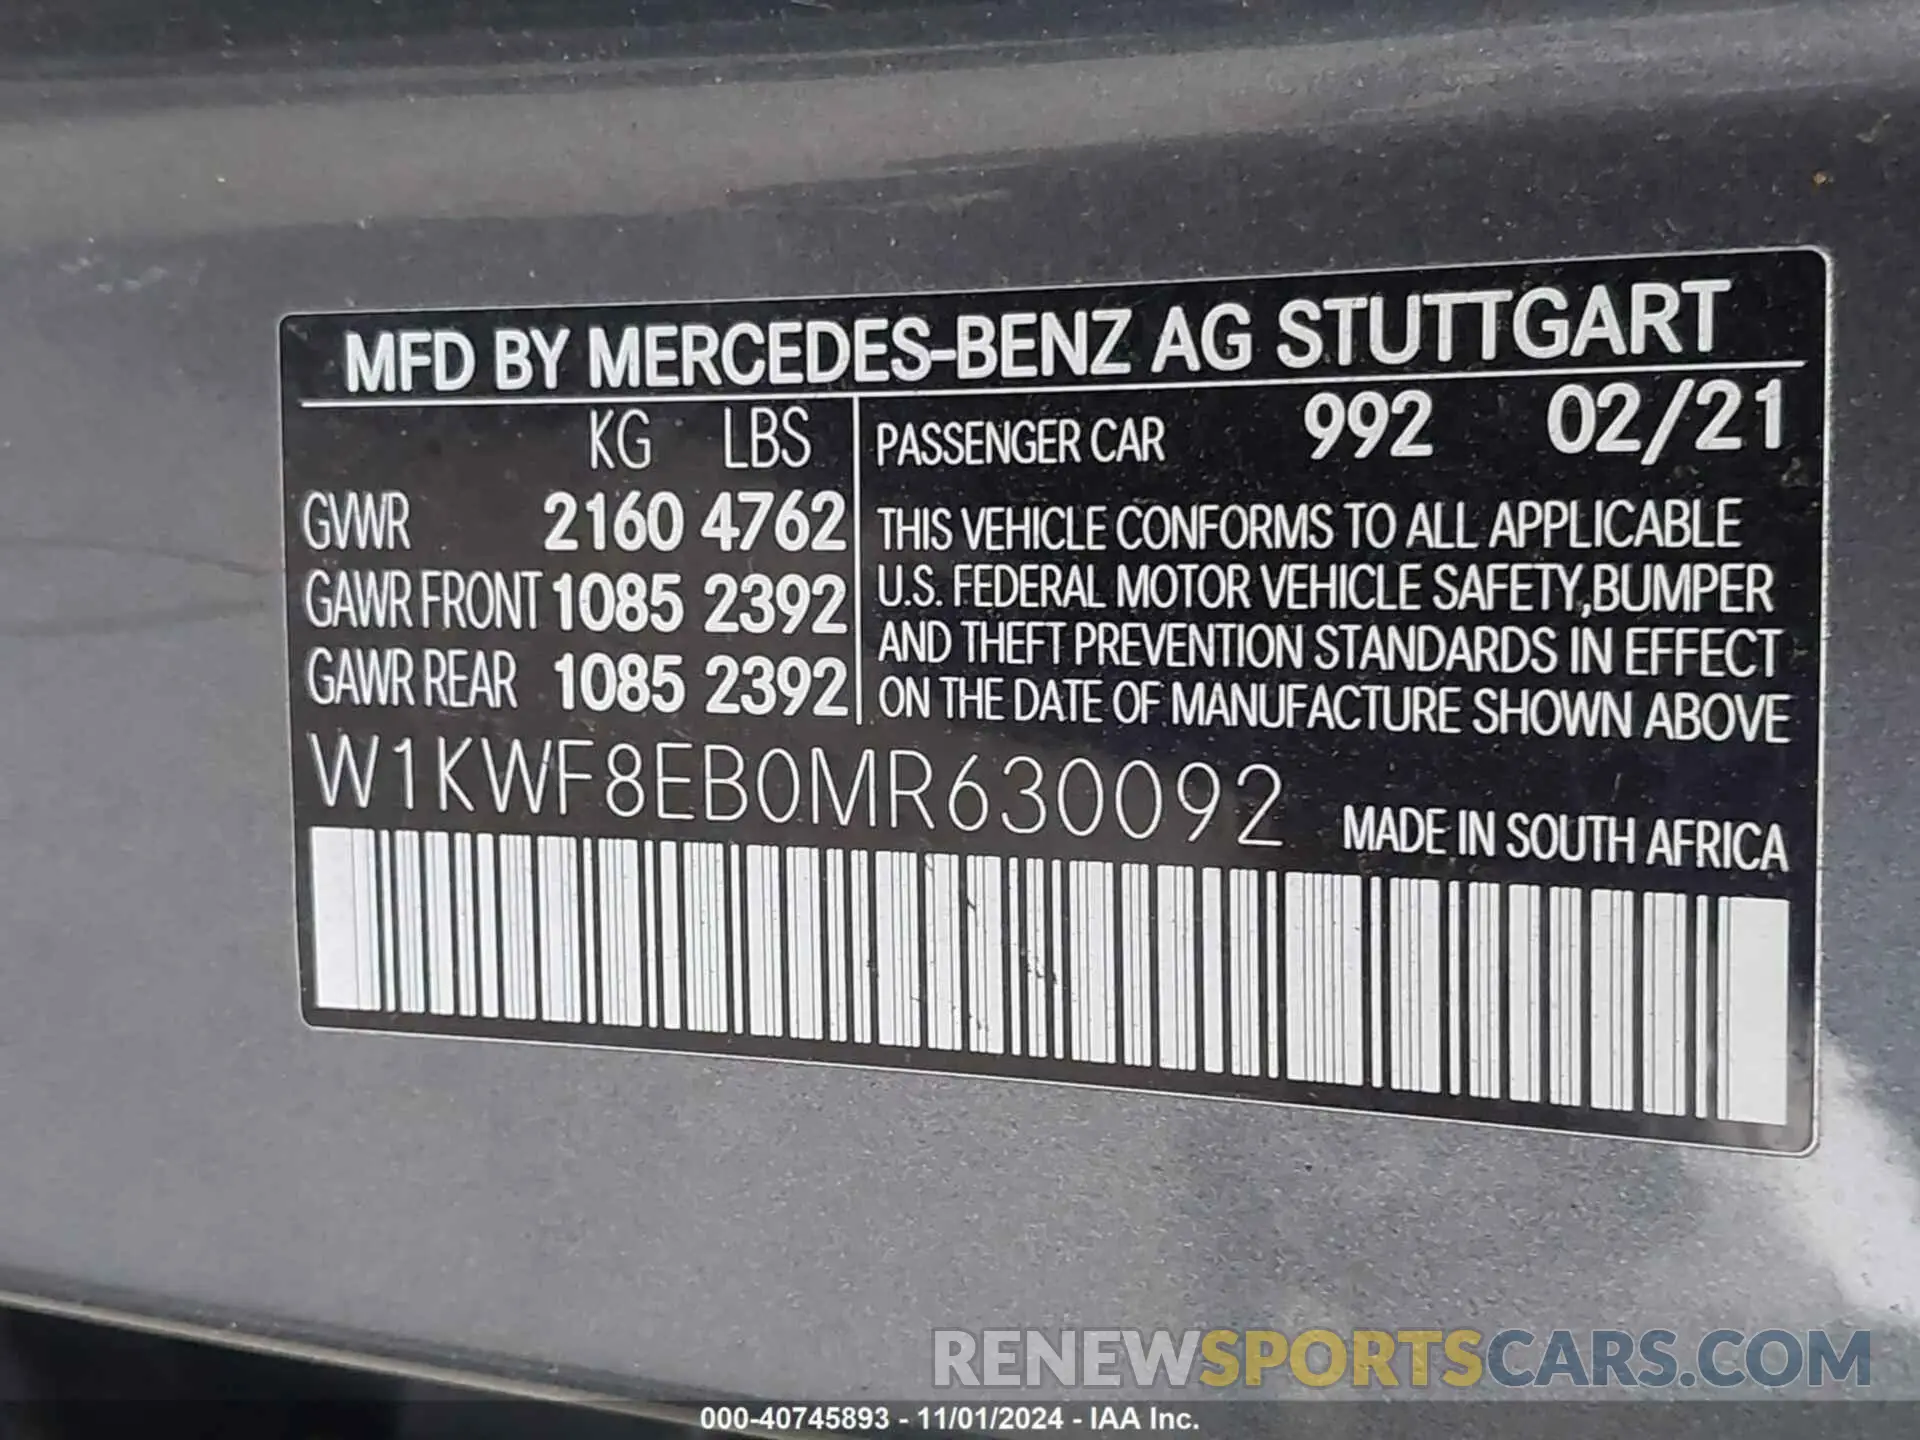 MFD BY MERCEDES-BENZ AG STUTTGART
KG LBS
GVWR 2160 4762
GAWR FRONT 1085 2392
GAWR REAR 1085 2392
PASSENGER CAR 992 02/21
THIS VEHICLE CONFORMS TO ALL APPLICABLE
U.S. FEDERAL MOTOR VEHICLE SAFETY,BUMPER
AND THEFT PREVENTION STANDARDS IN EFFECT
ON THE DATE OF MANUFACTURE SHOWN ABOVE
W1KWF8EB0MR630092
MADE IN SOUTH AFRICA
RENEWSPORTSCARS.COM
000-40745893 - 11/01/2024 - IAA Inc.